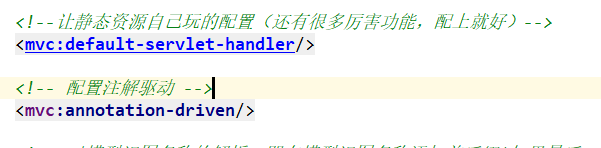 <!--让静态资源自己玩的配置（还有很多厉害功能，配上就好）-->
<mvc:default-servlet-handler/>
<!-- 配置注解驱动 -->
<mvc:annotation-driven/>